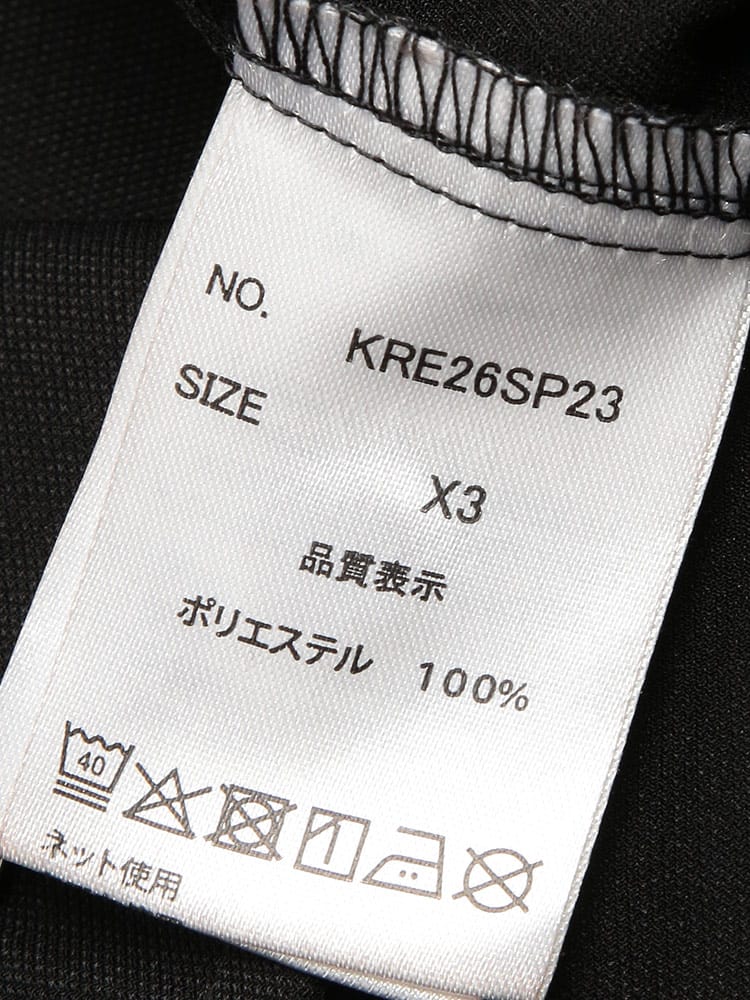 NO.
KRE26SP23
SIZE
X3
品質表示
ポリエステル 100%
40
ネット使用